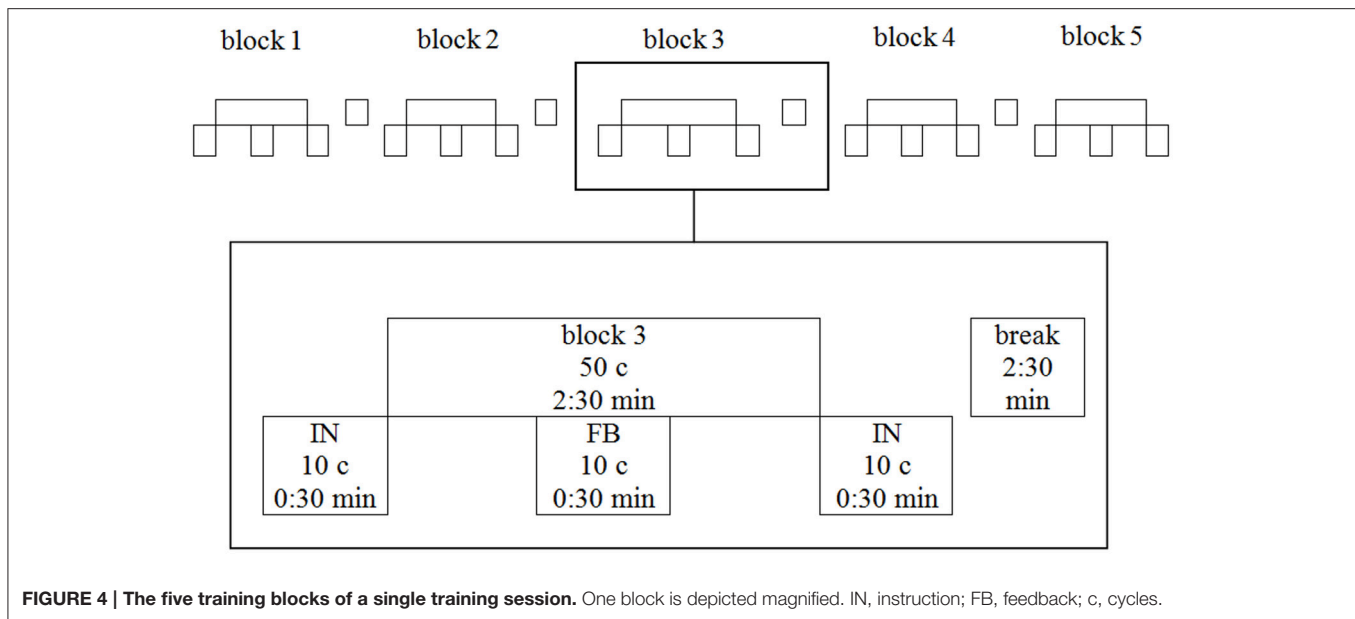 block 1
block 2
block 3
block 4
block 5
block 3
50 c
2:30 min
break
2:30
min
IN
10 c
0:30 min
FB
10 c
0:30 min
IN
10 c
0:30 min
FIGURE 4 | The five training blocks of a single training session. One block is depicted magnified. IN, instruction; FB, feedback; c, cycles.